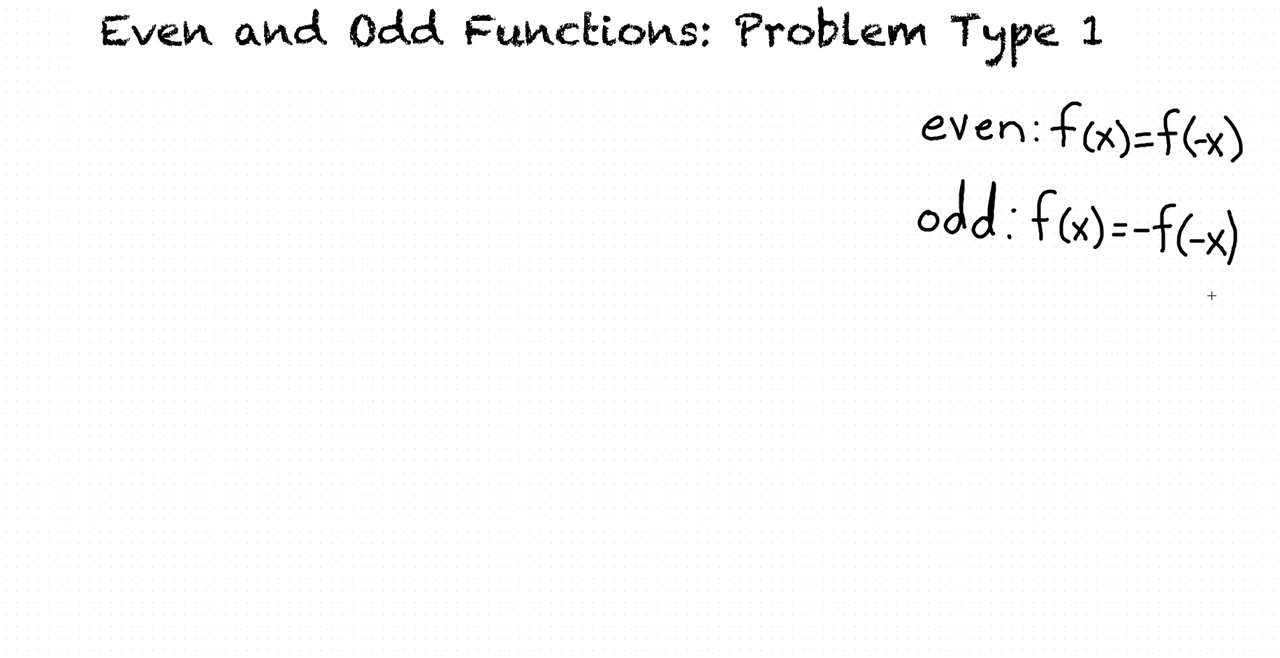 Even and Odd Functions: Problem Type 1
even: f(x)=f(-x)
odd: f(x)=-f(-x)